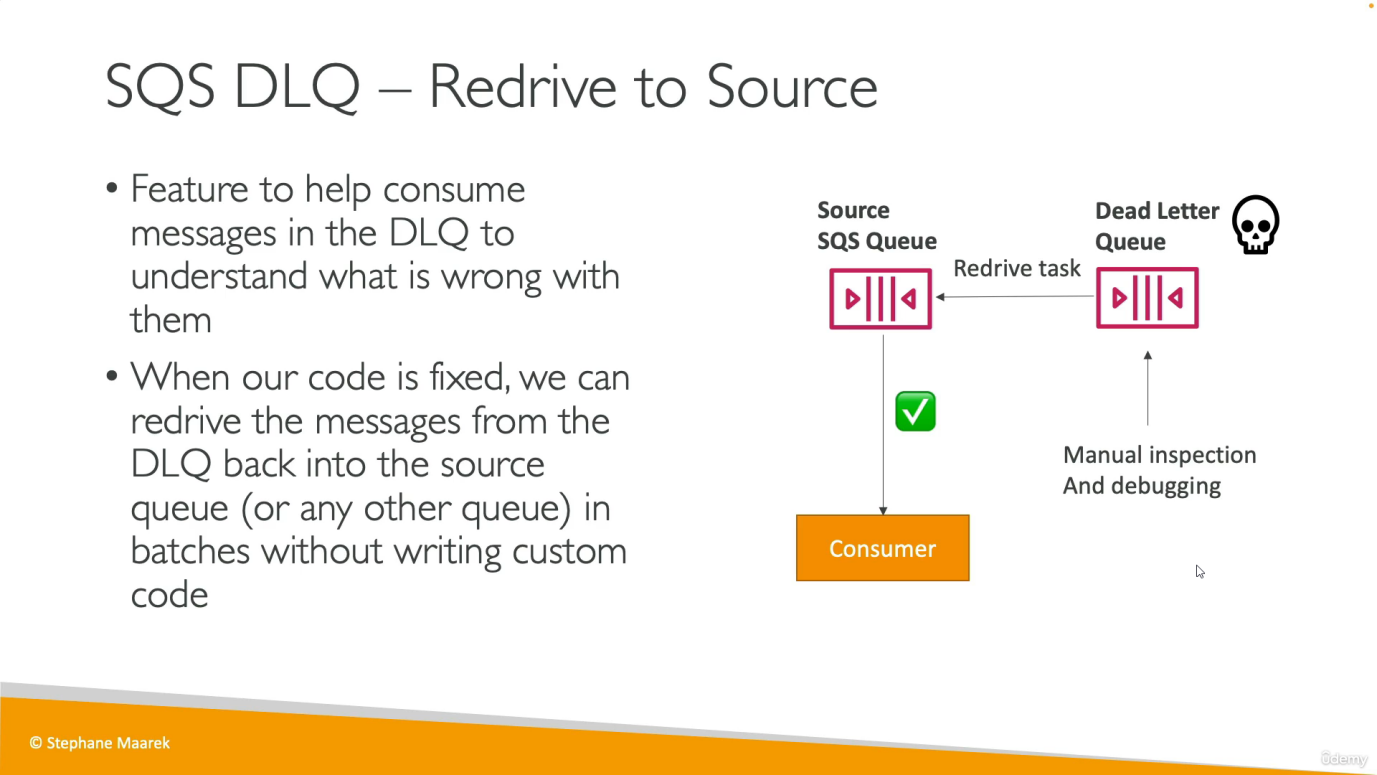 SQS DLQ – Redrive to Source
• Feature to help consume
messages in the DLQ to
understand what is wrong with
them
• When our code is fixed, we can
redrive the messages from the
DLQ back into the source
queue (or any other queue) in
batches without writing custom
code
Source
SQS Queue
Redrive task
Dead Letter
Queue
Manual inspection
And debugging
Consumer
© Stephane Maarek
ûdemy